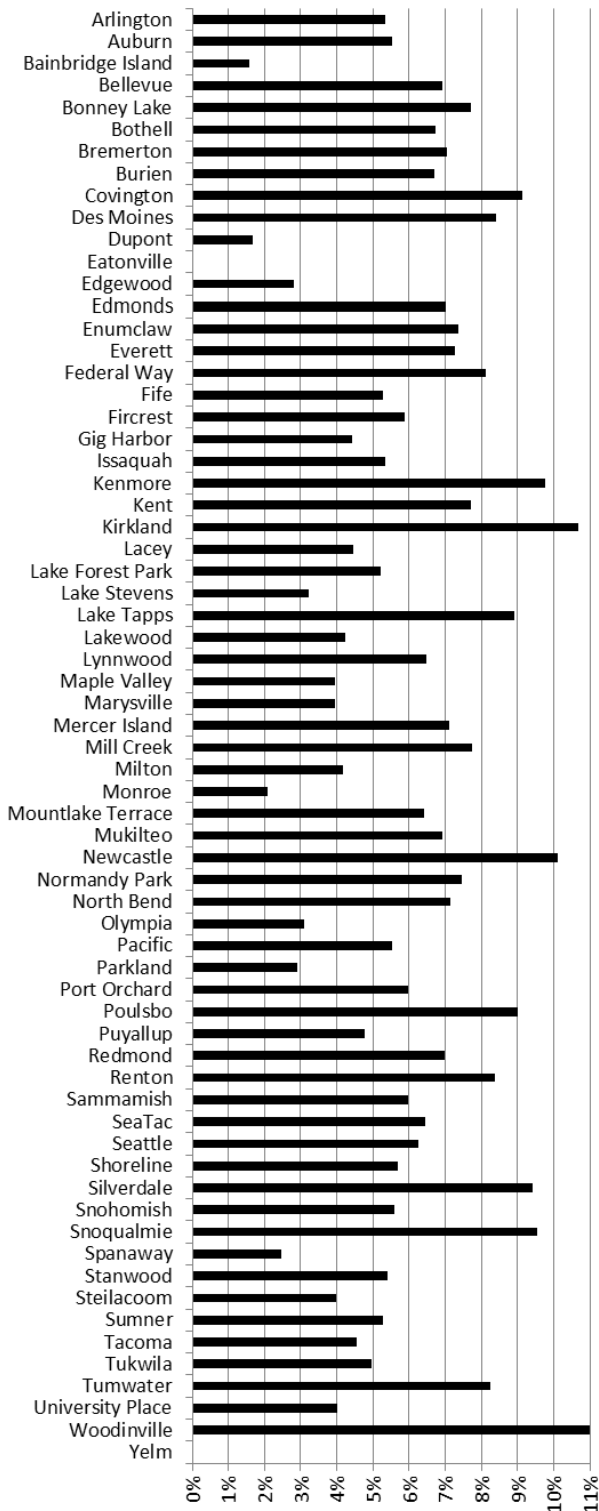 Arlington
Auburn
Bainbridge Island
Bellevue
Bonney Lake
Bothell
Bremerton
Burien
Covington
Des Moines
Dupont
Eatonville
Edgewood
Edmonds
Enumclaw
Everett
Federal Way
Fife
Fircrest
Gig Harbor
Issaquah
Kenmore
Kent
Kirkland
Lacey
Lake Forest Park
Lake Stevens
Lake Tapps
Lakewood
Lynnwood
Maple Valley
Marysville
Mercer Island
Mill Creek
Milton
Monroe
Mountlake Terrace
Mukilteo
Newcastle
Normandy Park
North Bend
Olympia
Pacific
Parkland
Port Orchard
Poulsbo
Puyallup
Redmond
Renton
Sammamish
SeaTac
Seattle
Shoreline
Silverdale
Snohomish
Snoqualmie
Spanaway
Stanwood
Steilacoom
Sumner
Tacoma
Tukwila
Tumwater
University Place
Woodinville
Yelm
0% 1% 2% 3% 4% 5% 6% 7% 8% 9% 10% 11%